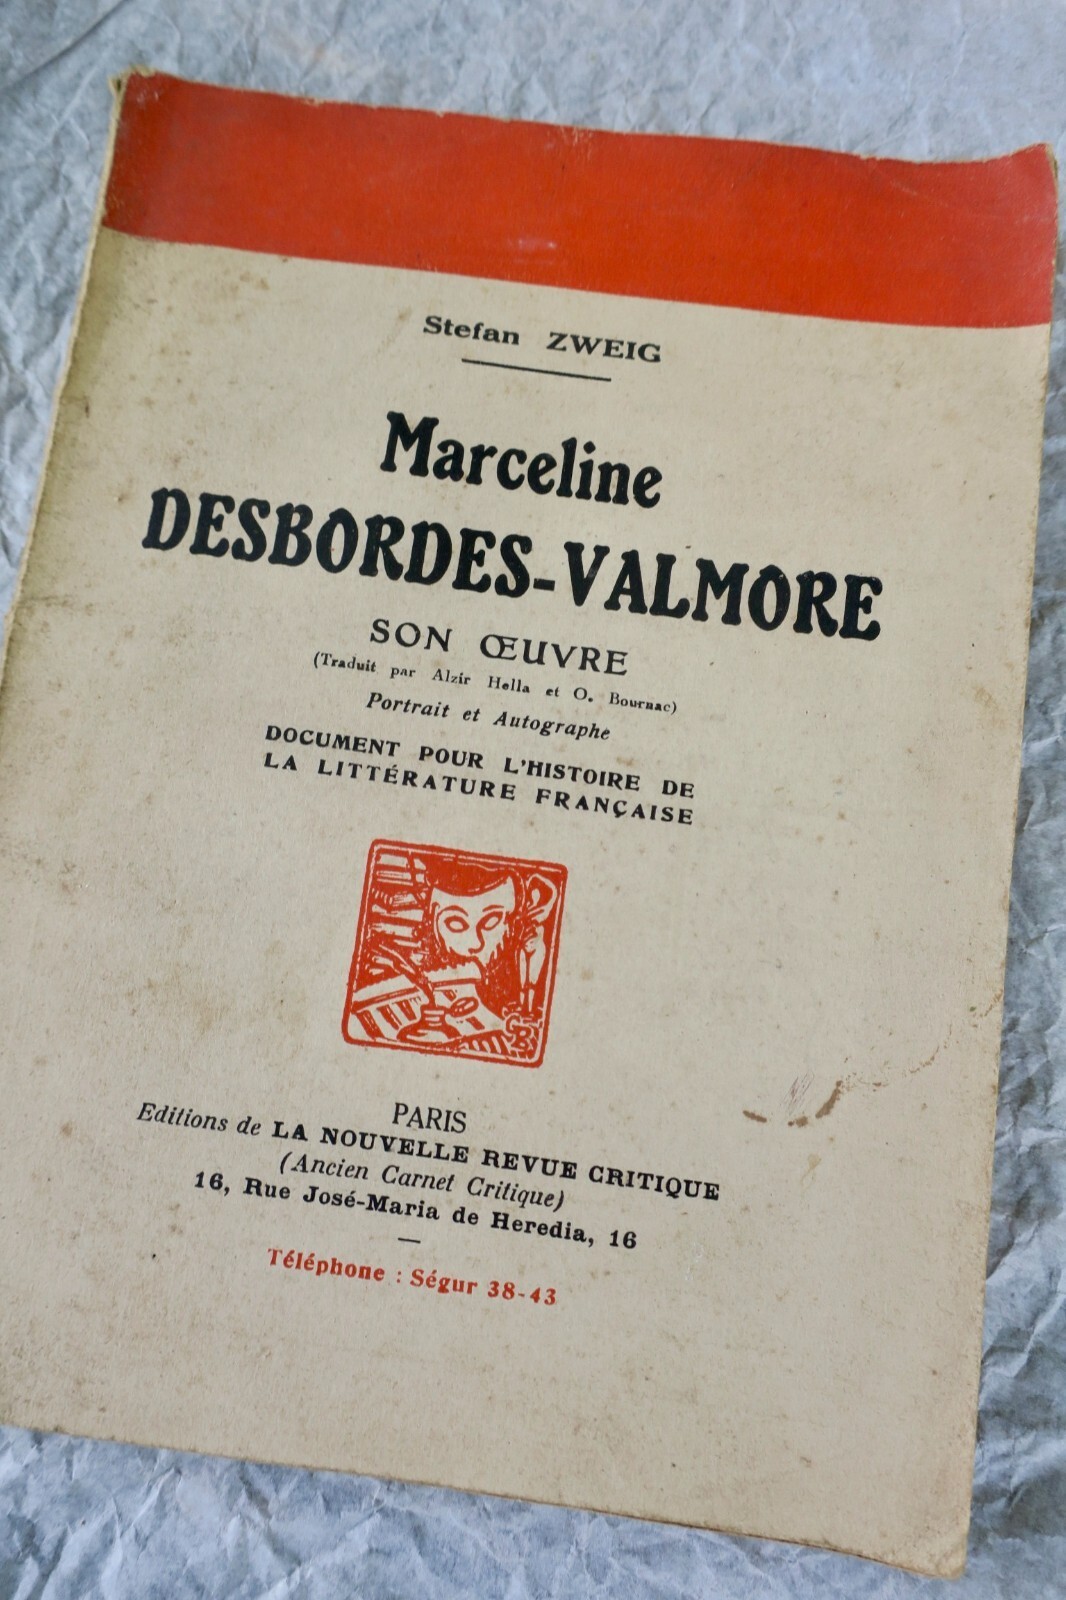 Stefan ZWEIG
Marceline
DESBORDES-VALMORE
SON ŒUVRE
(Traduit par Alzir Hella et O. Bournac)
Portrait et Autographe
DOCUMENT POUR L'HISTOIRE DE
LA LITTÉRATURE FRANÇAISE
CB
PARIS
Editions de LA NOUVELLE REVUE CRITIQUE
(Ancien Carnet Critique)
16, Rue José-Maria de Heredia, 16
Téléphone : Ségur 38-43